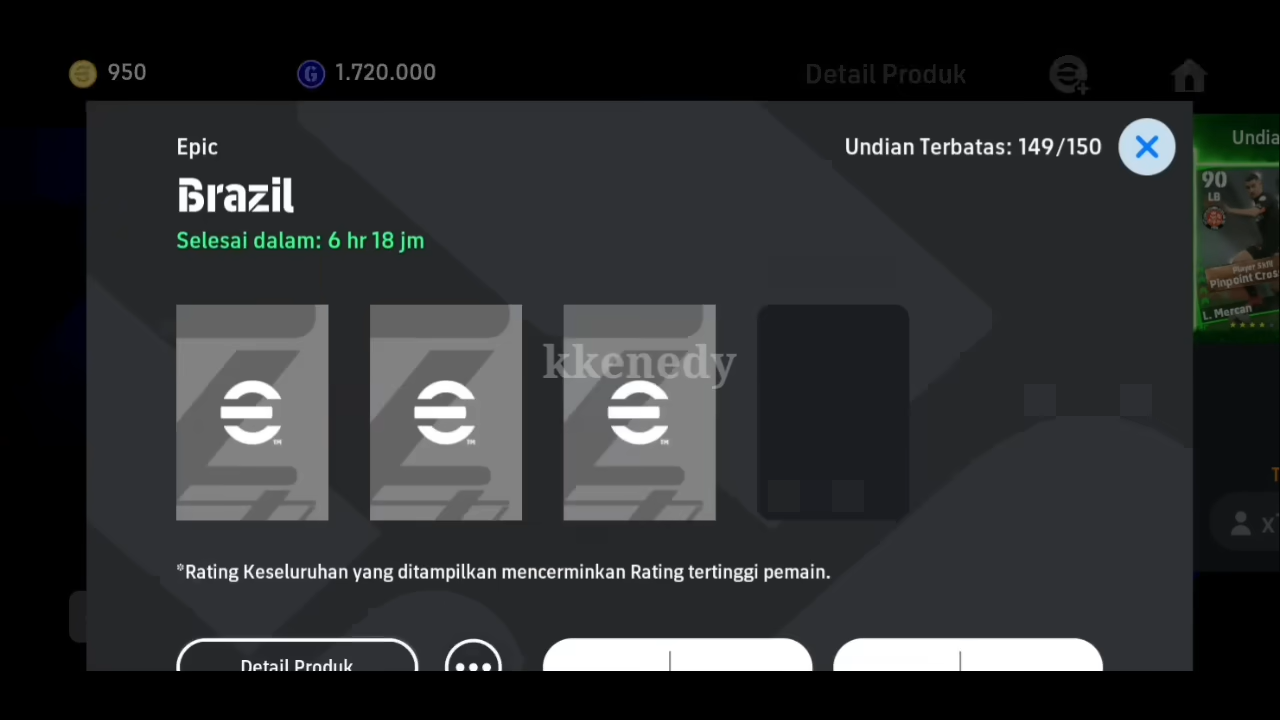 950
1.720.000
Detail Produk
Epic
Undian Terbatas: 149/150
Brazil
Selesai dalam: 6 hr 18 jm
90
LB
Pinpoint
L. Mercan
kkenedy
*Rating Keseluruhan yang ditampilkan mencerminkan Rating tertinggi pemain.
Detail Produk